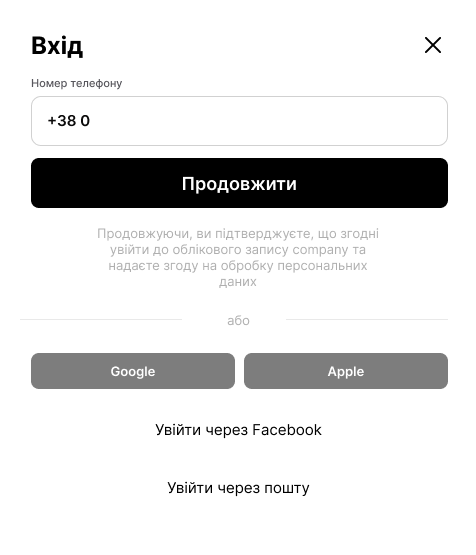 Вхід
Номер телефону
+38 0
Продовжити
Продовжуючи, ви підтверджуєте, що згодні
увійти до облікового запису company та
надаєте згоду на обробку персональних
даних
або
Google
Apple
Увійти через Facebook
Увійти через пошту